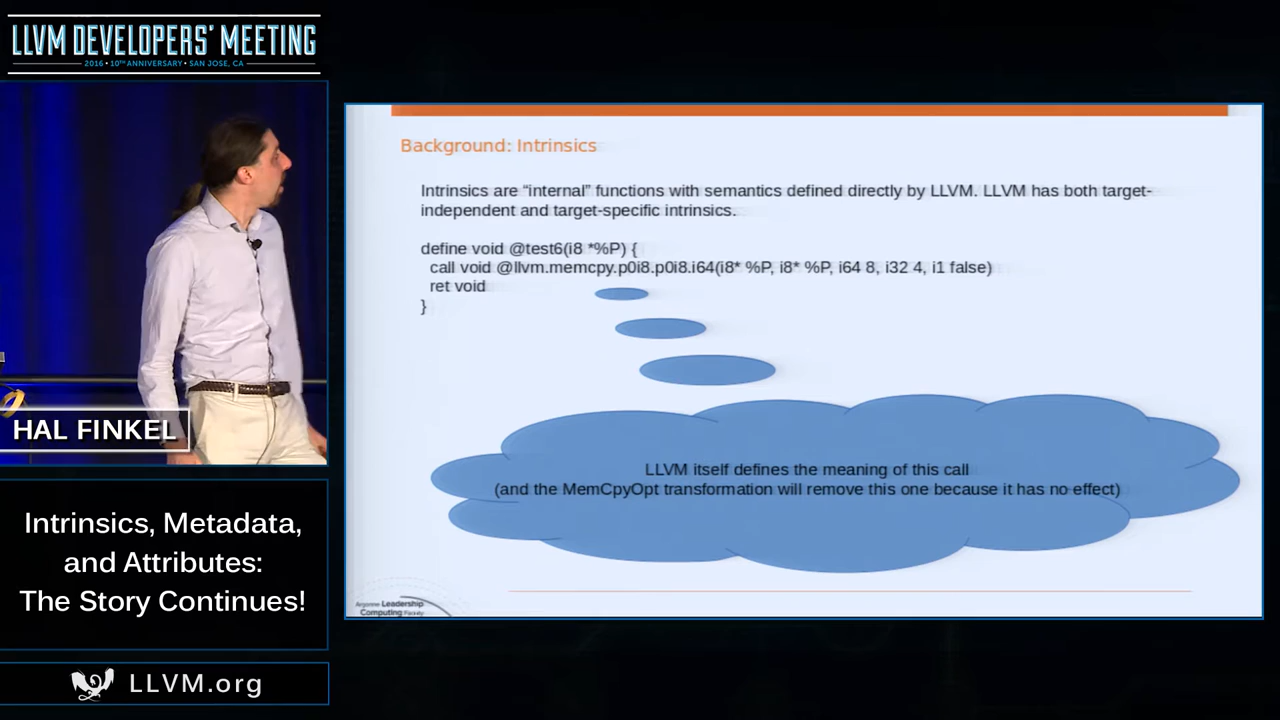 LLVM DEVELOPERS' MEETING
2016 • 10TH ANNIVERSARY • SAN JOSE, CA
Background: Intrinsics
Intrinsics are “internal” functions with semantics defined directly by LLVM. LLVM has both target-
independent and target-specific intrinsics.
define void @test6(i8 *%P) {
call void @llvm.memcpy.p0i8.p0i8.i64(i8* %P, i8* %P, i64 8, i32 4, i1 false)
ret void
}
LLVM itself defines the meaning of this call
(and the MemCpyOpt transformation will remove this one because it has no effect)
Argonne Leadership
Computing Facility
HAL FINKEL
Intrinsics, Metadata,
and Attributes:
The Story Continues!
LLVM.org